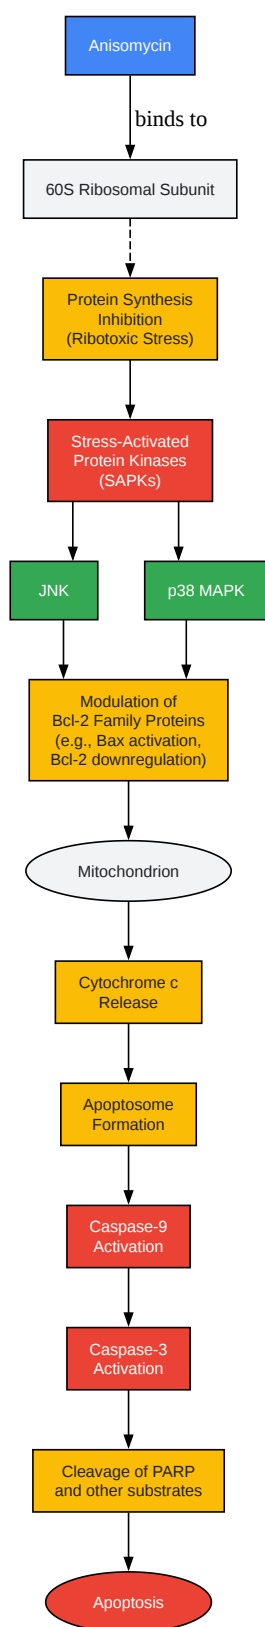 Anisomycin
binds to
60S Ribosomal Subunit
Protein Synthesis
Inhibition
(Ribotoxic Stress)
Stress-Activated
Protein Kinases
(SAPKs)
JNK
p38 MAPK
Modulation of
Bcl-2 Family Proteins
(e.g., Bax activation,
Bcl-2 downregulation)
Mitochondrion
Cytochrome c
Release
Apoptosome
Formation
Caspase-9
Activation
Caspase-3
Activation
Cleavage of PARP
and other substrates
Apoptosis